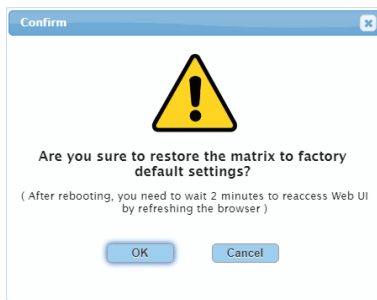 Confirm
Are you sure to restore the matrix to factory
default settings?
( After rebooting, you need to wait 2 minutes to reaccess Web UI
by refreshing the browser )
OK
Cancel